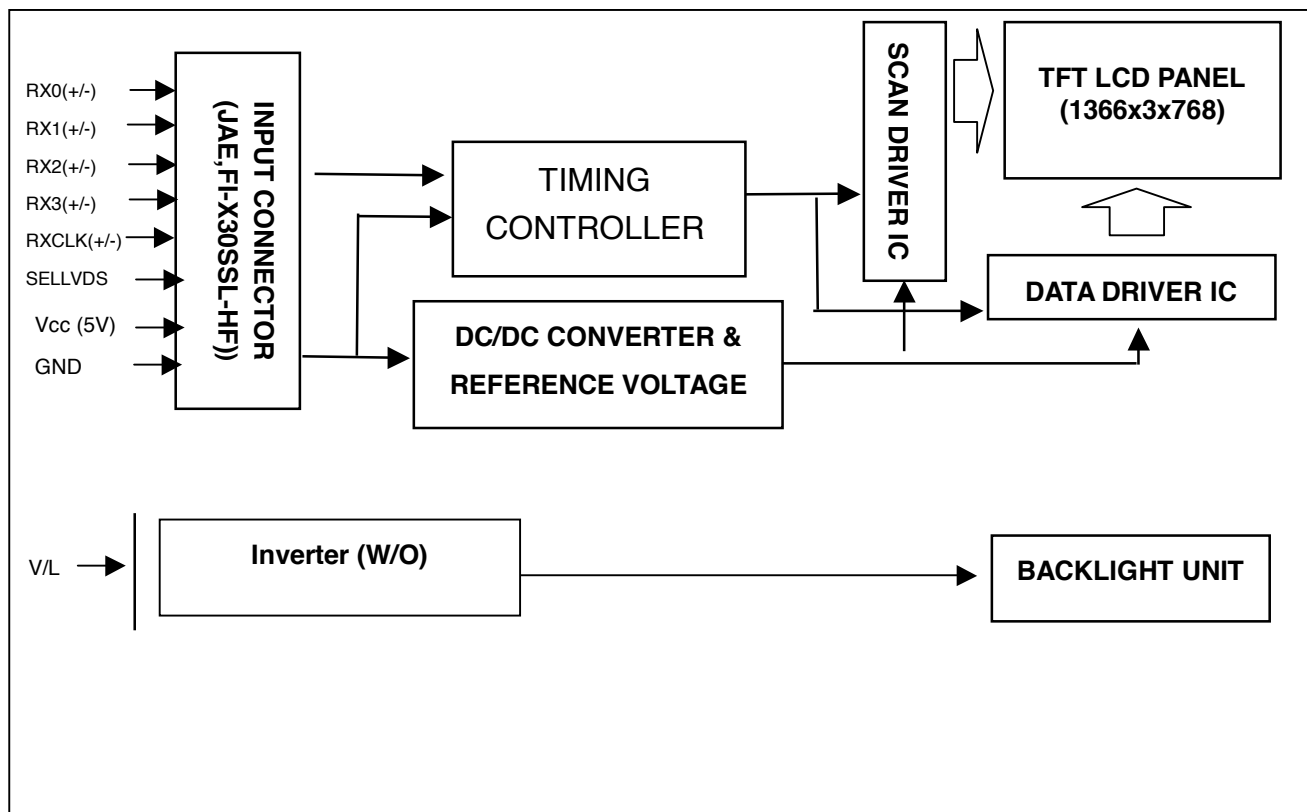 RX0(+/-)
RX1(+/-)
RX2(+/-)
RX3(+/-)
RXCLK(+/-)
SELLVDS
Vcc (5V)
GND
INPUT CONNECTOR
(JAE,FI-X30SSL-HF))
TIMING
CONTROLLER
DC/DC CONVERTER &
REFERENCE VOLTAGE
SCAN DRIVER IC
TFT LCD PANEL
(1366x3x768)
DATA DRIVER IC
V/L
Inverter (W/O)
BACKLIGHT UNIT